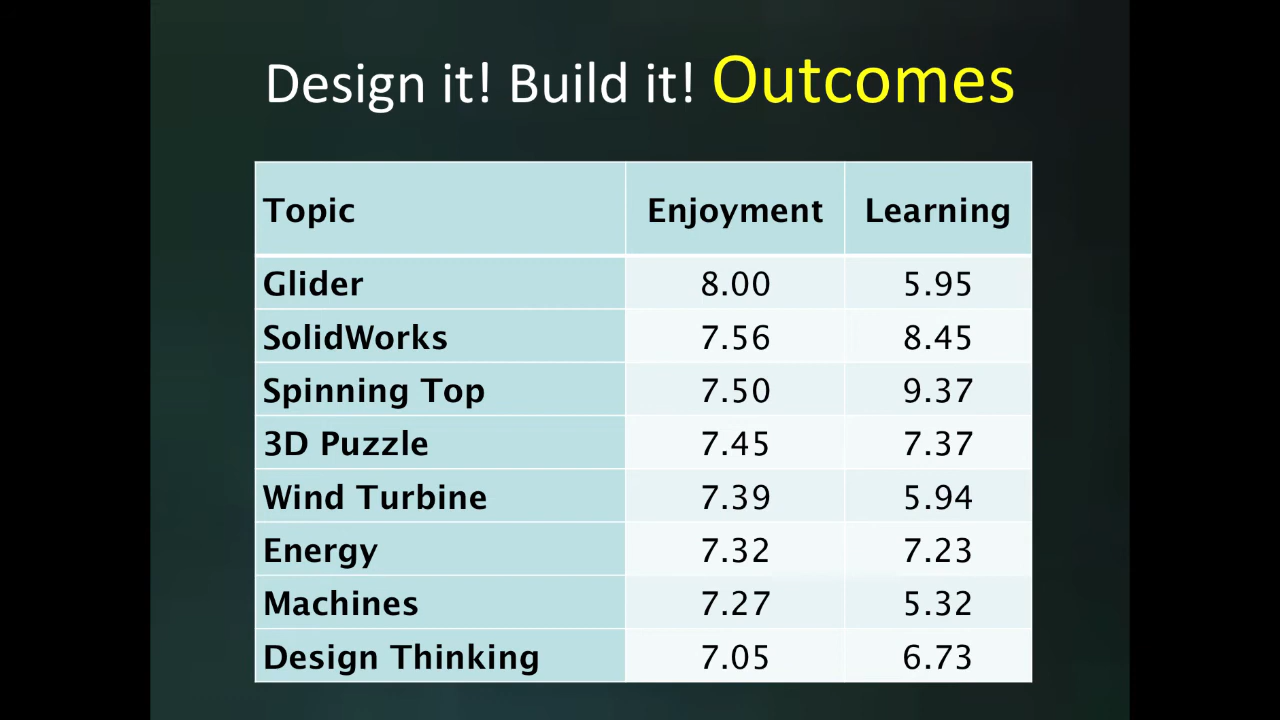 Design it! Build it! Outcomes
Topic Enjoyment Learning
Glider 8.00 5.95
SolidWorks 7.56 8.45
Spinning Top 7.50 9.37
3D Puzzle 7.45 7.37
Wind Turbine 7.39 5.94
Energy 7.32 7.23
Machines 7.27 5.32
Design Thinking 7.05 6.73